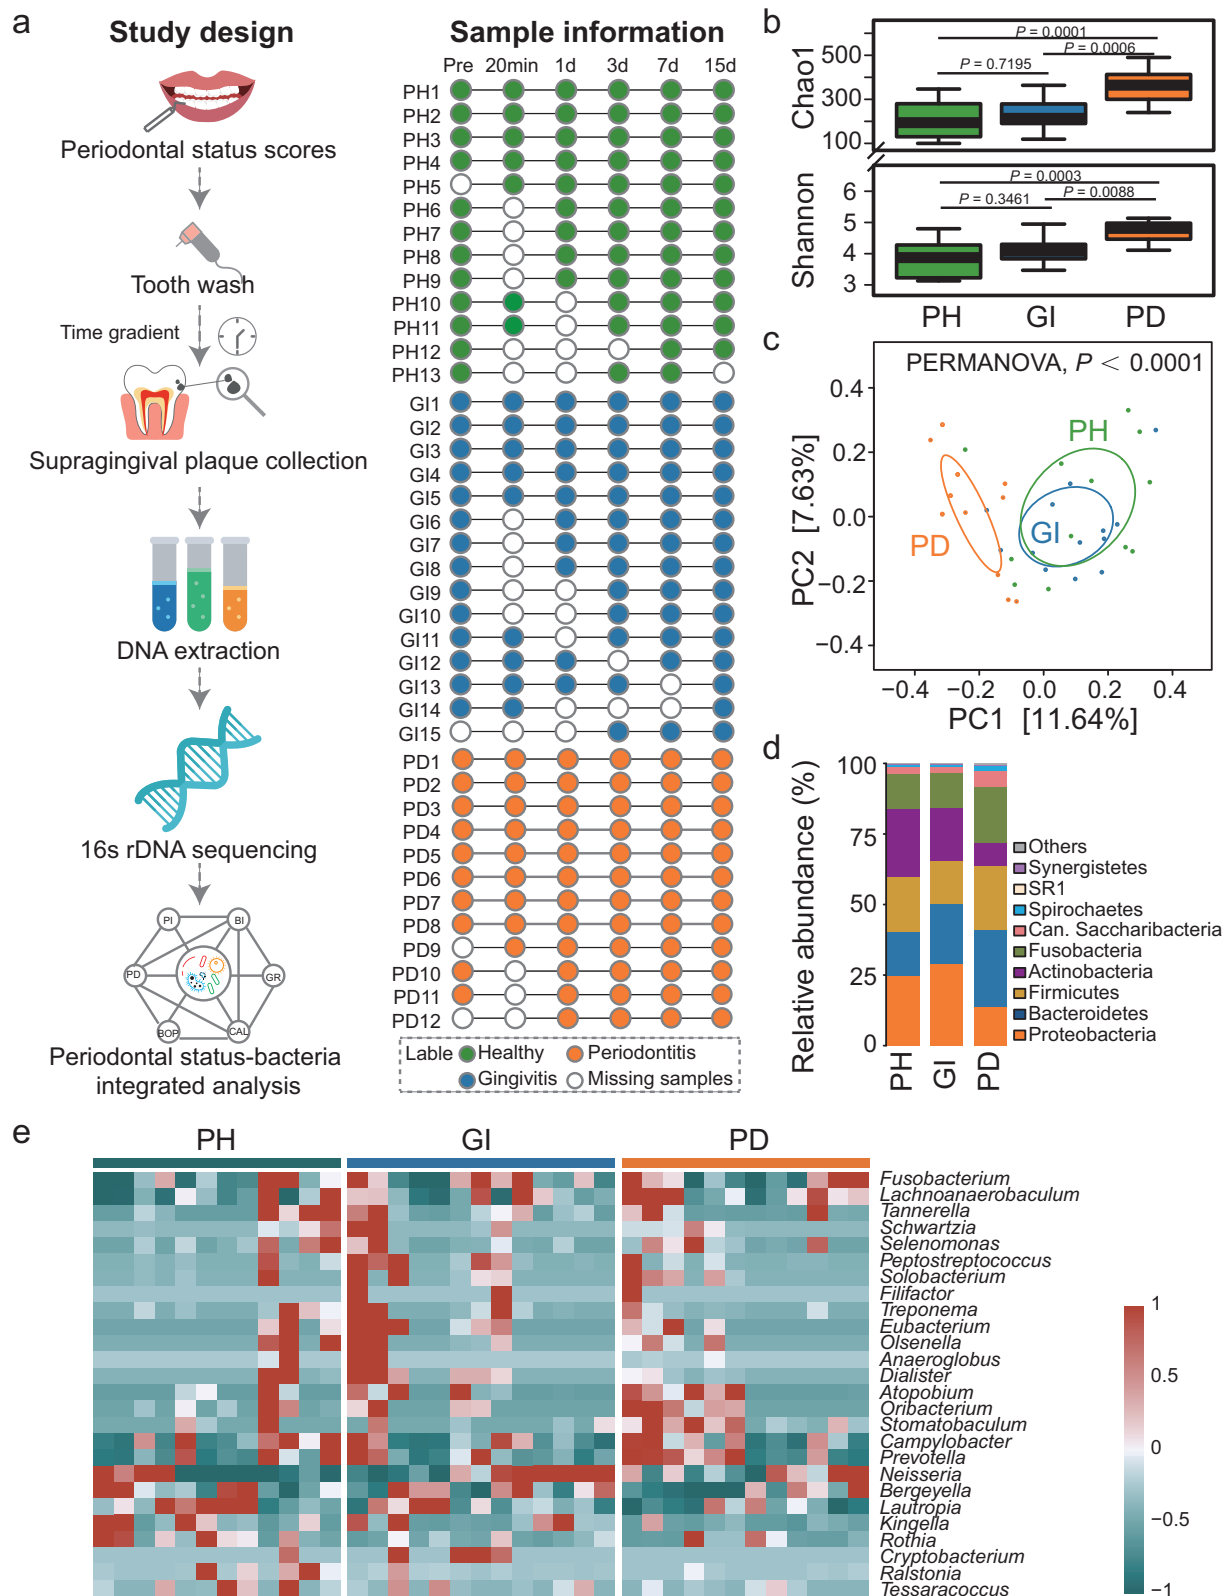 a
Study design
Periodontal status scores
Tooth wash
Time gradient
Supragingival plaque collection
DNA extraction
16s rDNA sequencing
PI
BI
PD
GR
BOP
CAL
Periodontal status-bacteria
integrated analysis
Sample information
Pre 20min 1d 3d 7d 15d
PH1
PH2
PH3
PH4
PH5
PH6
PH7
PH8
PH9
PH10
PH11
PH12
PH13
GI1
GI2
GI3
GI4
GI5
GI6
GI7
GI8
GI9
GI10
GI11
GI12
GI13
GI14
GI15
PD1
PD2
PD3
PD4
PD5
PD6
PD7
PD8
PD9
PD10
PD11
PD12
Lable Healthy Periodontitis
Gingivitis Missing samples
b
Chao1
500
300
100
P = 0.0001
P = 0.0006
P = 0.7195
Shannon
6
5
4
3
P = 0.0003
P = 0.0088
P = 0.3461
PH GI PD
c
PERMANOVA, P < 0.0001
PC2 [7.63%]
0.4
0.2
0.0
−0.2
−0.4
PH
GI
PD
−0.4 −0.2 0.0 0.2 0.4
PC1 [11.64%]
d
Relative abundance (%)
100
75
50
25
0
PH
GI
PD
Others
Synergistetes
SR1
Spirochaetes
Can. Saccharibacteria
Fusobacteria
Actinobacteria
Firmicutes
Bacteroidetes
Proteobacteria
e
PH GI PD
Fusobacterium
Lachnoanaerobaculum
Tannerella
Schwartzia
Selenomonas
Peptostreptococcus
Solobacterium
Filifactor
Treponema
Eubacterium
Olsenella
Anaeroglobus
Dialister
Atopobium
Oribacterium
Stomatobaculum
Campylobacter
Prevotella
Neisseria
Bergeyella
Lautropia
Kingella
Rothia
Cryptobacterium
Ralstonia
Tessaracoccus
1
0.5
0
−0.5
−1